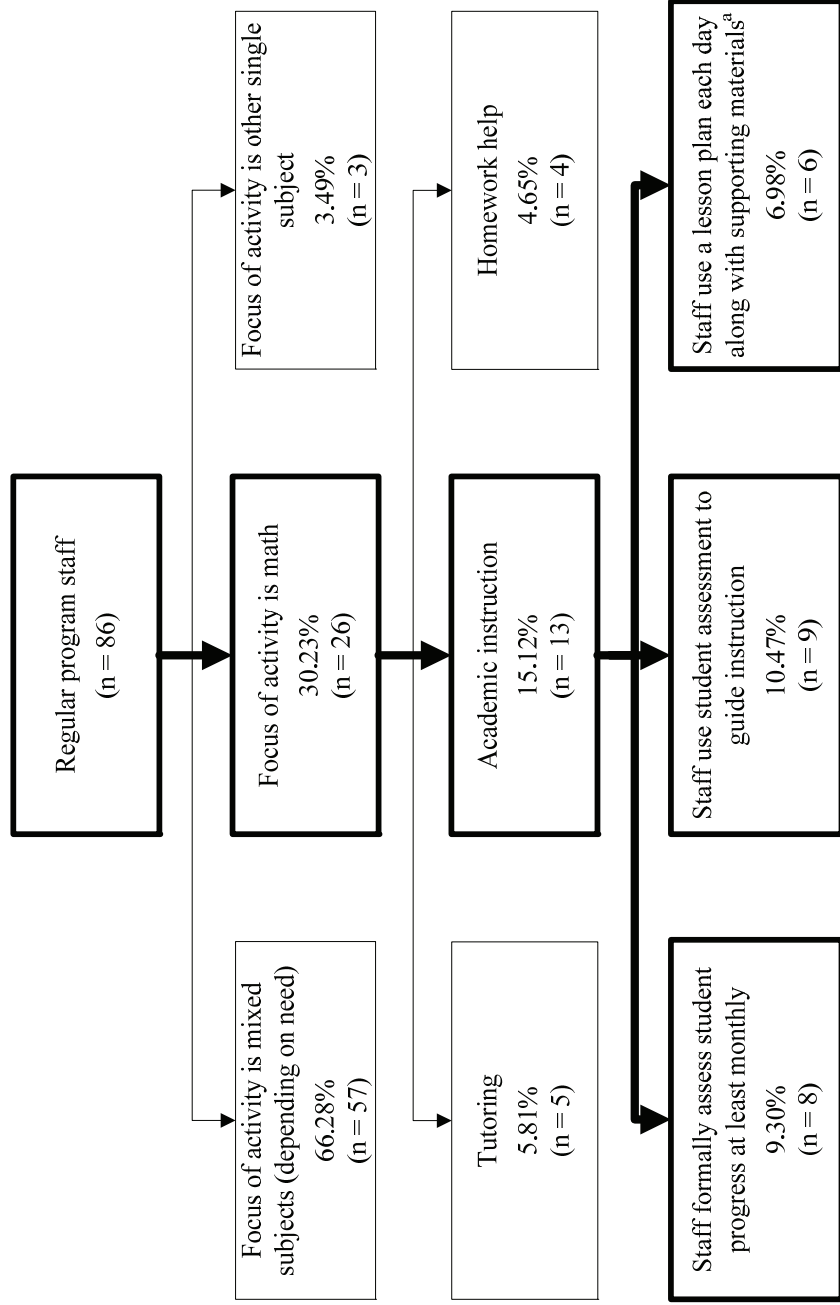 Regular program staff
(n = 86)
Focus of activity is mixed
subjects (depending on need)
66.28%
(n = 57)
Focus of activity is math
30.23%
(n = 26)
Focus of activity is other single
subject
3.49%
(n = 3)
Tutoring
5.81%
(n = 5)
Academic instruction
15.12%
(n = 13)
Homework help
4.65%
(n = 4)
Staff formally assess student
progress at least monthly
9.30%
(n = 8)
Staff use student assessment to
guide instruction
10.47%
(n = 9)
Staff use a lesson plan each day
along with supporting materialsᵃ
6.98%
(n = 6)